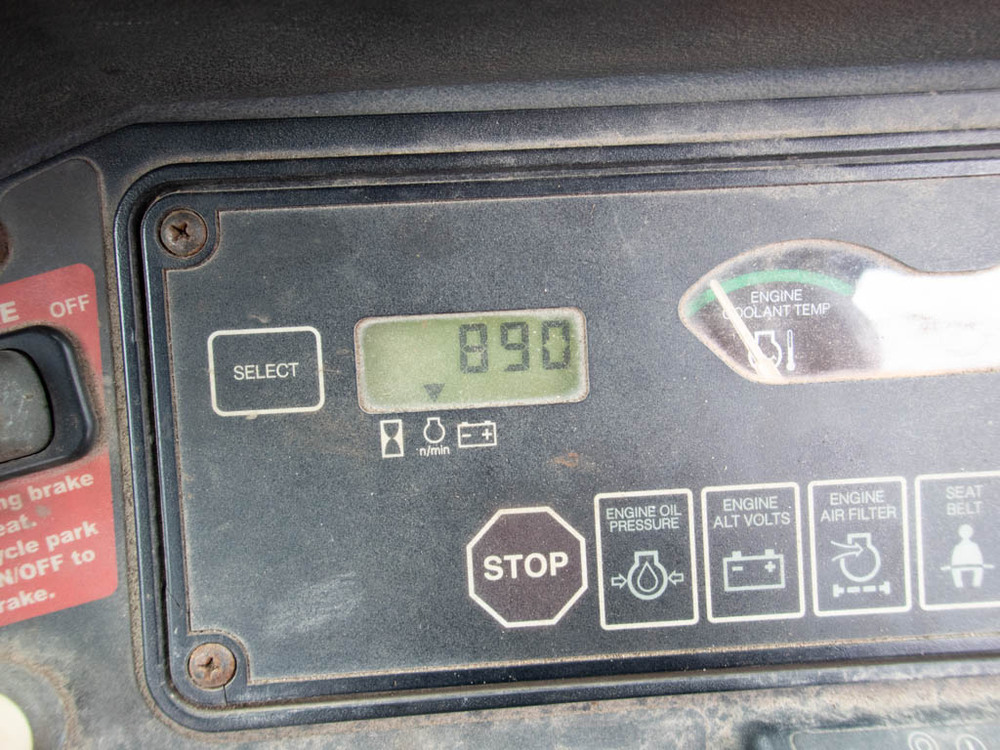 E OFF
ng brake
eat.
ycle park
N/OFF to
rake.
SELECT
890
n/min
ENGINE
COOLANT TEMP
STOP
ENGINE OIL
PRESSURE
ENGINE
ALT VOLTS
ENGINE
AIR FILTER
SEAT
BELT